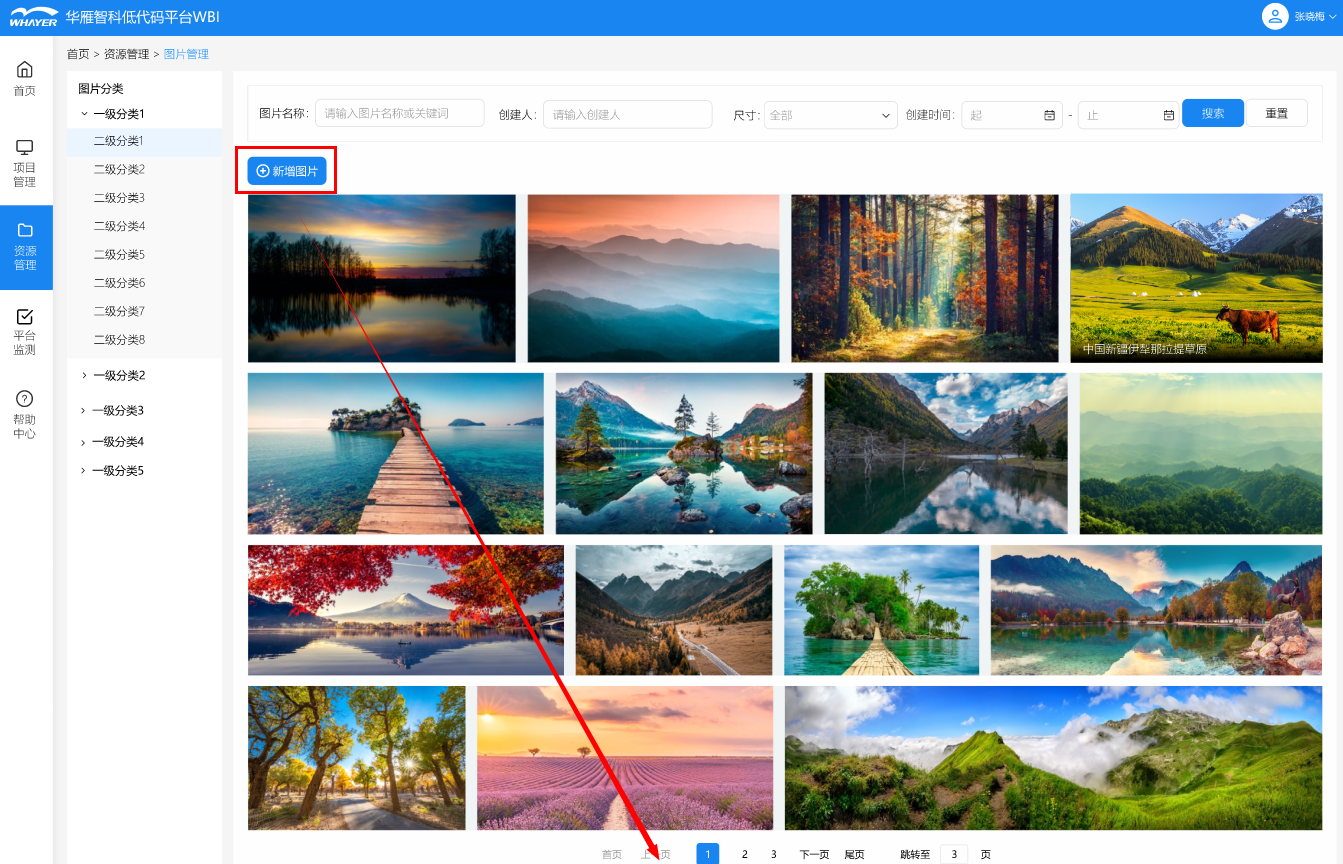 WHAYER 华雁智科低代码平台WBI
张晓梅
首页 > 资源管理 > 图片管理
首页
项目
管理
资源
管理
平台
监测
帮助
中心
图片分类
一级分类1
二级分类1
二级分类2
二级分类3
二级分类4
二级分类5
二级分类6
二级分类7
二级分类8
一级分类2
一级分类3
一级分类4
一级分类5
图片名称: 请输入图片名称或关键词 创建人: 请输入创建人 尺寸: 全部 创建时间: 起 - 止 搜索 重置
新增图片
中国新疆伊犁那拉提草原
首页 上一页 1 2 3 下一页 尾页 跳转至 3 页